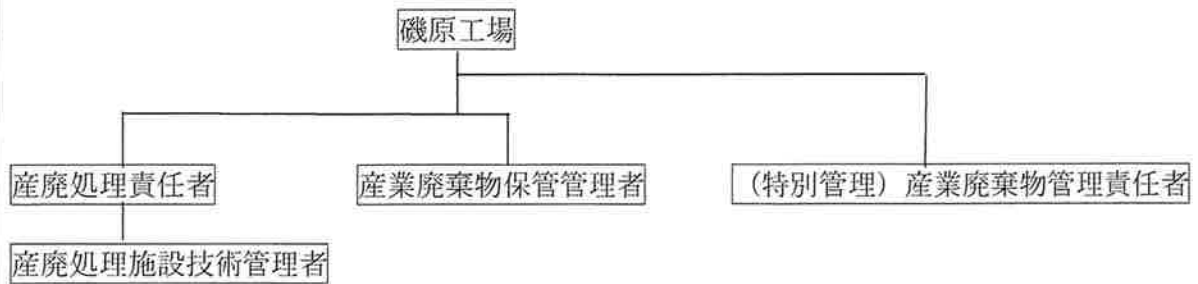 磯原工場
産廃処理責任者
産業廃棄物保管管理者
（特別管理）産業廃棄物管理責任者
産廃処理施設技術管理者